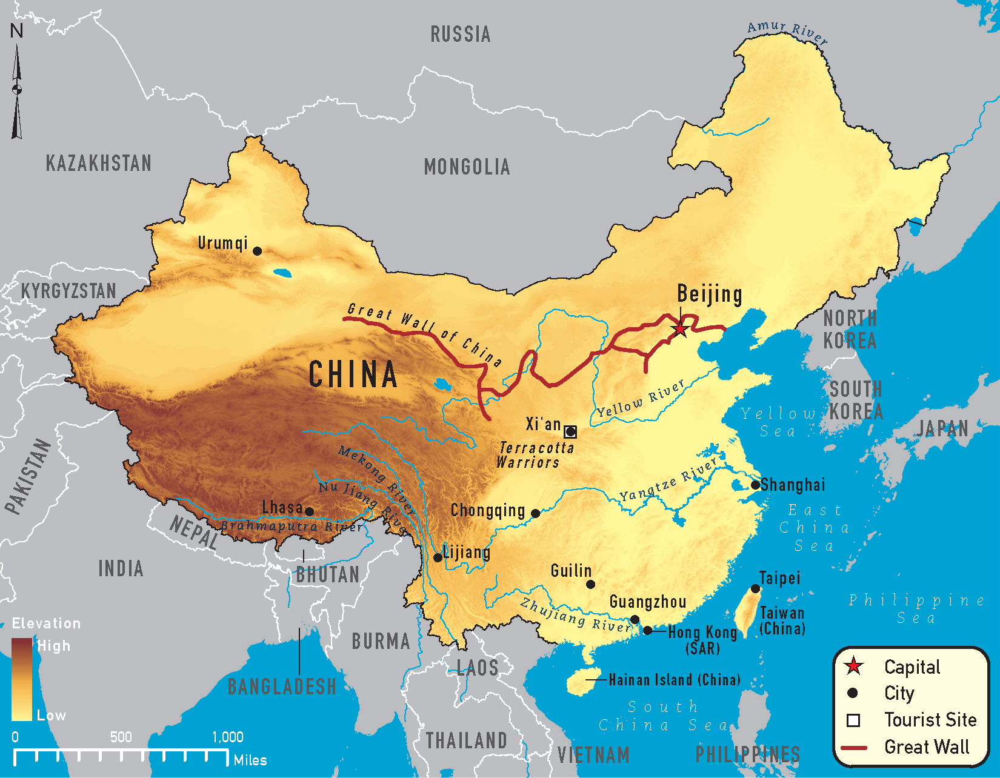 N
RUSSIA
Amur River
KAZAKHSTAN
MONGOLIA
Urumqi
KYRGYZSTAN
Beijing
Great Wall of China
NORTH
KOREA
CHINA
Yellow River
SOUTH
KOREA
Yellow
Sea
JAPAN
Xi'an
Terracotta
Warriors
PAKISTAN
Mekong River
Nu Jiang River
Yangtze River
Shanghai
Lhasa
Chongqing
Brahmaputra River
East
China
Sea
NEPAL
Lijiang
INDIA
BHUTAN
Guilin
Taipei
Guangzhou
Zhujiang River
Taiwan
(China)
Philippine
Sea
Hong Kong
(SAR)
BURMA
LAOS
BANGLADESH
Hainan Island (China)
South
China Sea
THAILAND
VIETNAM
PHILIPPINES
Elevation
High
Low
0 500 1,000
Miles
Capital
City
Tourist Site
Great Wall